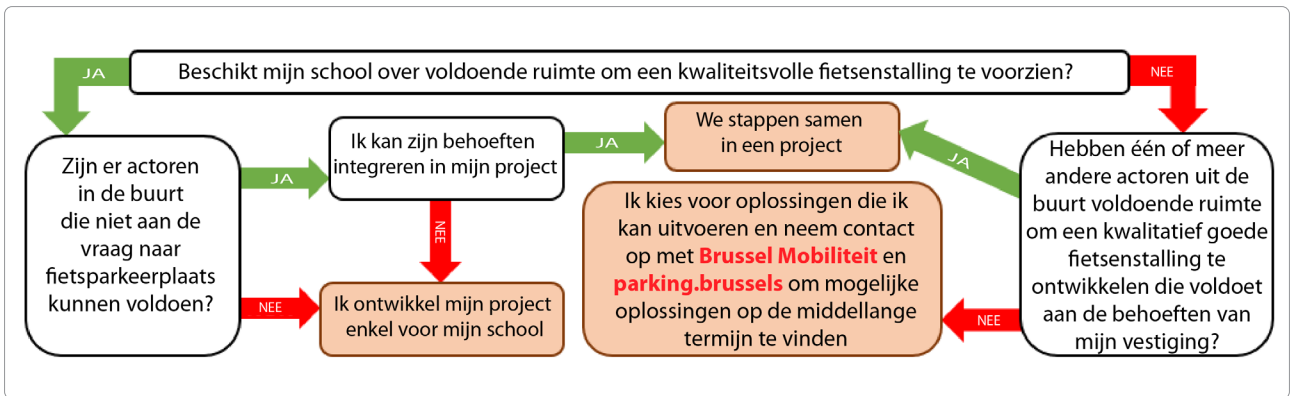 Beschikt mijn school over voldoende ruimte om een kwaliteitsvolle fietsenstalling te voorzien?
JA
NEE
Zijn er actoren
in de buurt
die niet aan de
vraag naar
fietsparkeerplaats
kunnen voldoen?
JA
NEE
Ik kan zijn behoeften
integreren in mijn project
JA
NEE
We stappen samen
in een project
Ik ontwikkel mijn project
enkel voor mijn school
Hebben één of meer
andere actoren uit de
buurt voldoende ruimte
om een kwalitatief goede
fietsenstalling te
ontwikkelen die voldoet
aan de behoeften van
mijn vestiging?
JA
NEE
Ik kies voor oplossingen die ik
kan uitvoeren en neem contact
op met Brussel Mobiliteit en
parking.brussels om mogelijke
oplossingen op de middellange
termijn te vinden